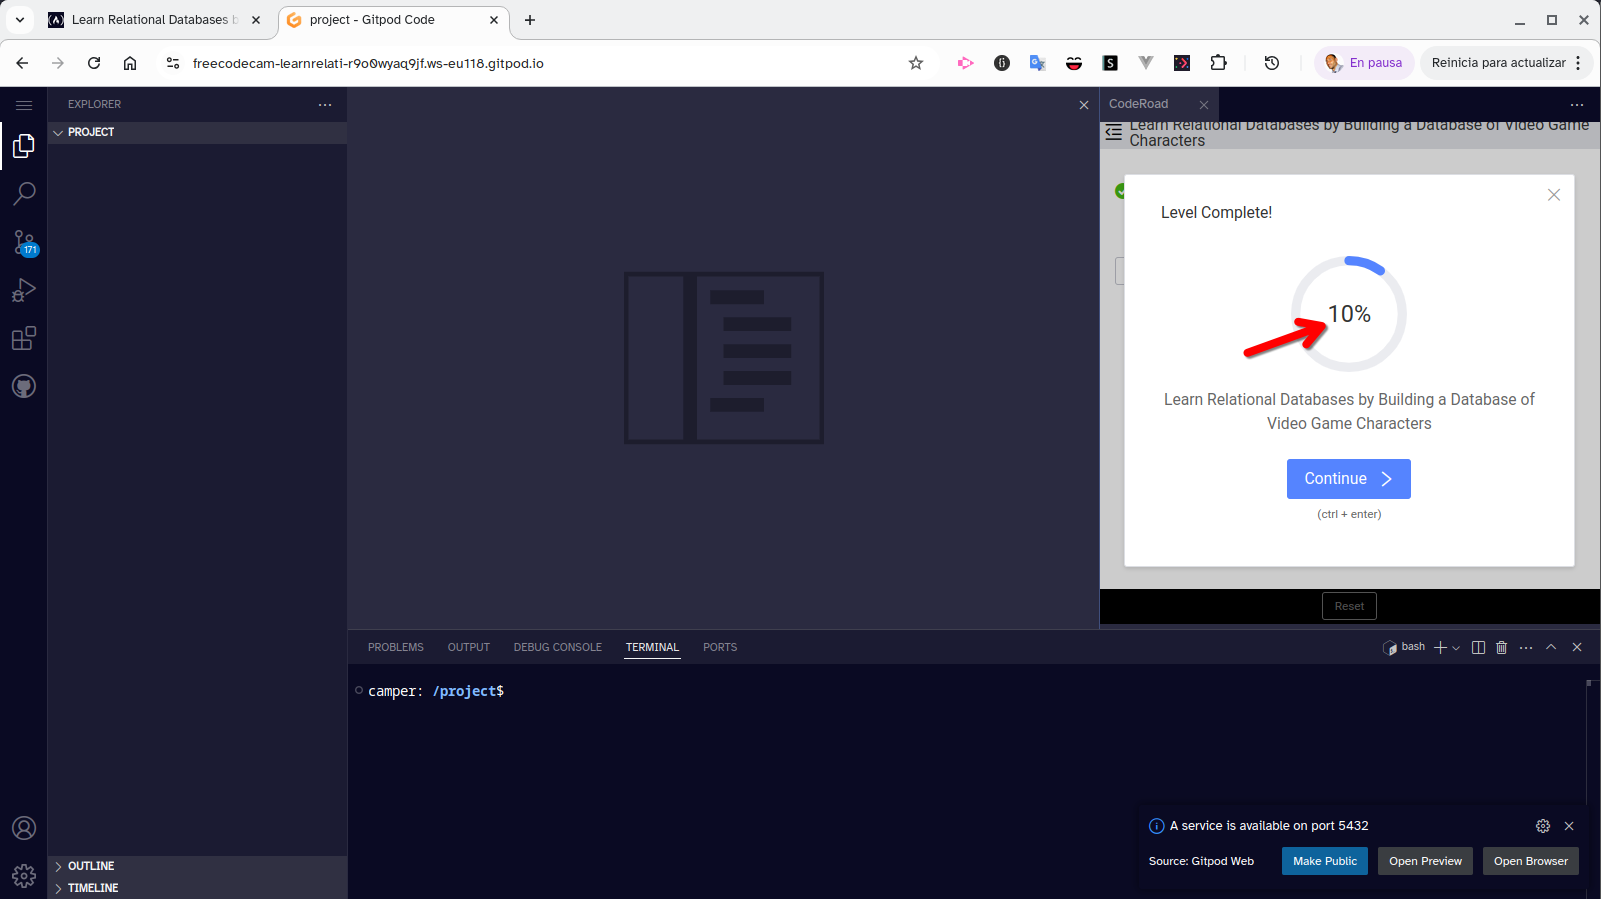 Learn Relational Databases b
project - Gitpod Code
freecodecam-learnrelati-r9o0wyaq9jf.ws-eu118.gitpod.io
En pausa
Reinicia para actualizar
EXPLORER
PROJECT
171
OUTLINE
TIMELINE
CodeRoad
Learn Relational Databases by Building a Database of Video Game
Characters
Level Complete!
10%
Learn Relational Databases by Building a Database of
Video Game Characters
Continue
(ctrl + enter)
Reset
PROBLEMS OUTPUT DEBUG CONSOLE TERMINAL PORTS
bash
camper: /project$
A service is available on port 5432
Source: Gitpod Web
Make Public
Open Preview
Open Browser